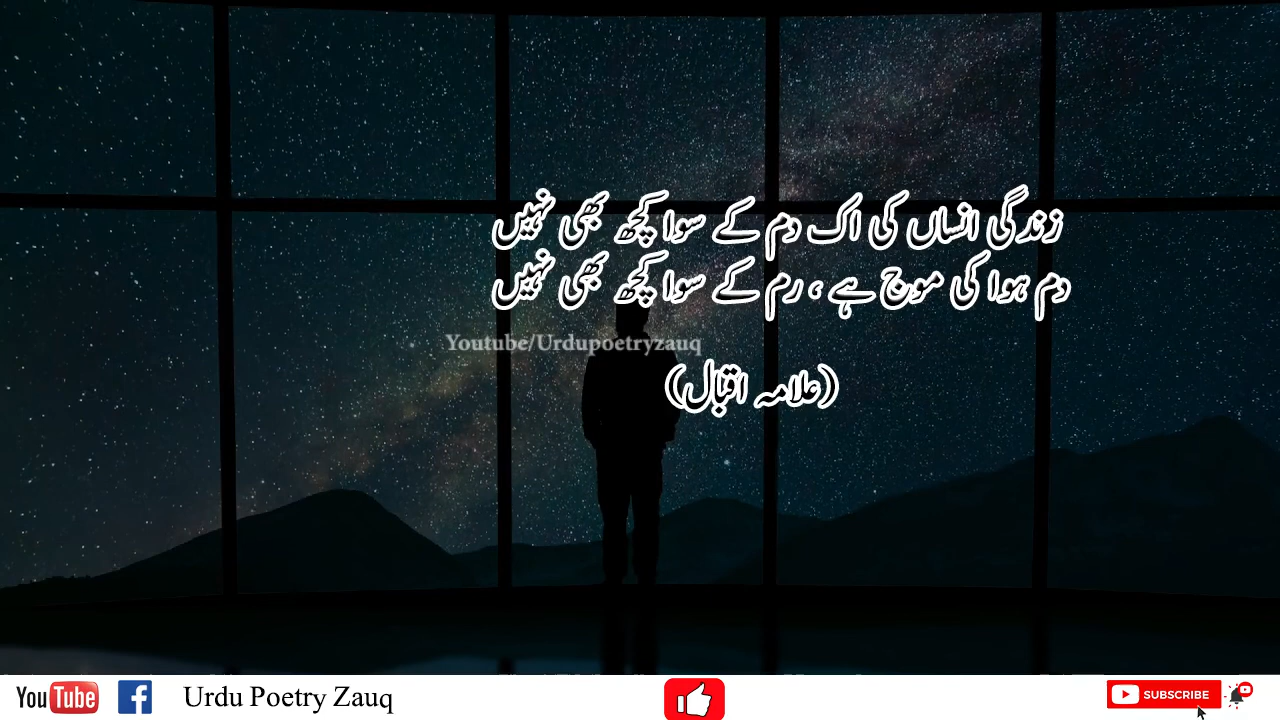 زندگی انساں کی اک دم کے سوا کچھ بھی نہیں
دم ہوا کی موج ہے ، رم کے سوا کچھ بھی نہیں
Youtube/Urdupoetryzauq
(علامہ اقبال)
YouTube
Urdu Poetry Zauq
SUBSCRIBE